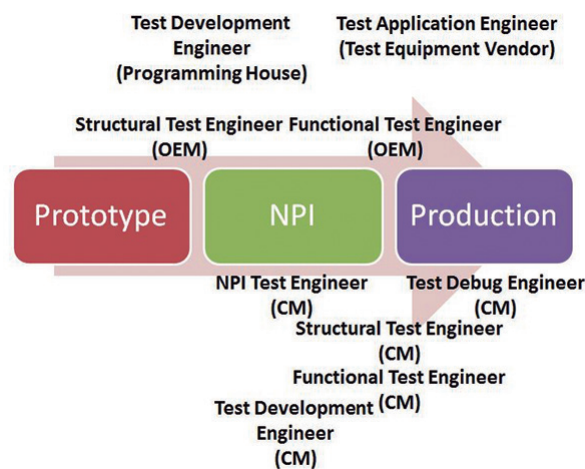 Test Development
Engineer
(Programming House)
Test Application Engineer
(Test Equipment Vendor)
Structural Test Engineer
(OEM)
Functional Test Engineer
(OEM)
Prototype
NPI
Production
NPI Test Engineer
(CM)
Test Debug Engineer
(CM)
Structural Test Engineer
(CM)
Functional Test Engineer
(CM)
Test Development
Engineer
(CM)